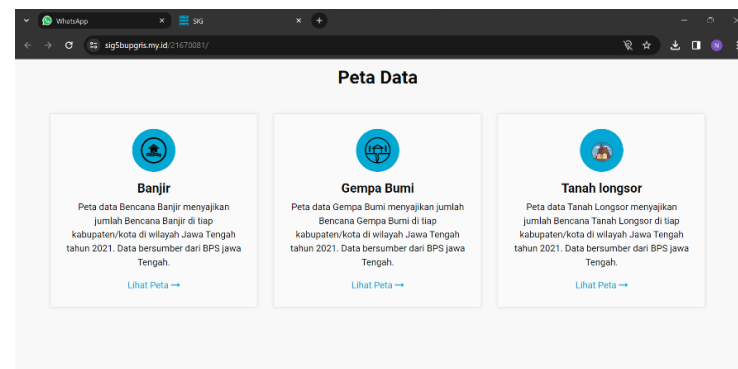 WhatsApp
SIG
sig5bupgris.my.id/21670081/
N
Peta Data
Banjir
Peta data Bencana Banjir menyajikan
jumlah Bencana Banjir di tiap
kabupaten/kota di wilayah Jawa Tengah
tahun 2021. Data bersumber dari BPS jawa
Tengah.
Lihat Peta →
Gempa Bumi
Peta data Gempa Bumi menyajikan jumlah
Bencana Gempa Bumi di tiap
kabupaten/kota di wilayah Jawa Tengah
tahun 2021. Data bersumber dari BPS jawa
Tengah.
Lihat Peta →
Tanah longsor
Peta data Tanah Longsor menyajikan
jumlah Bencana Tanah Longsor di tiap
kabupaten/kota di wilayah Jawa Tengah
tahun 2021. Data bersumber dari BPS jawa
Tengah.
Lihat Peta →